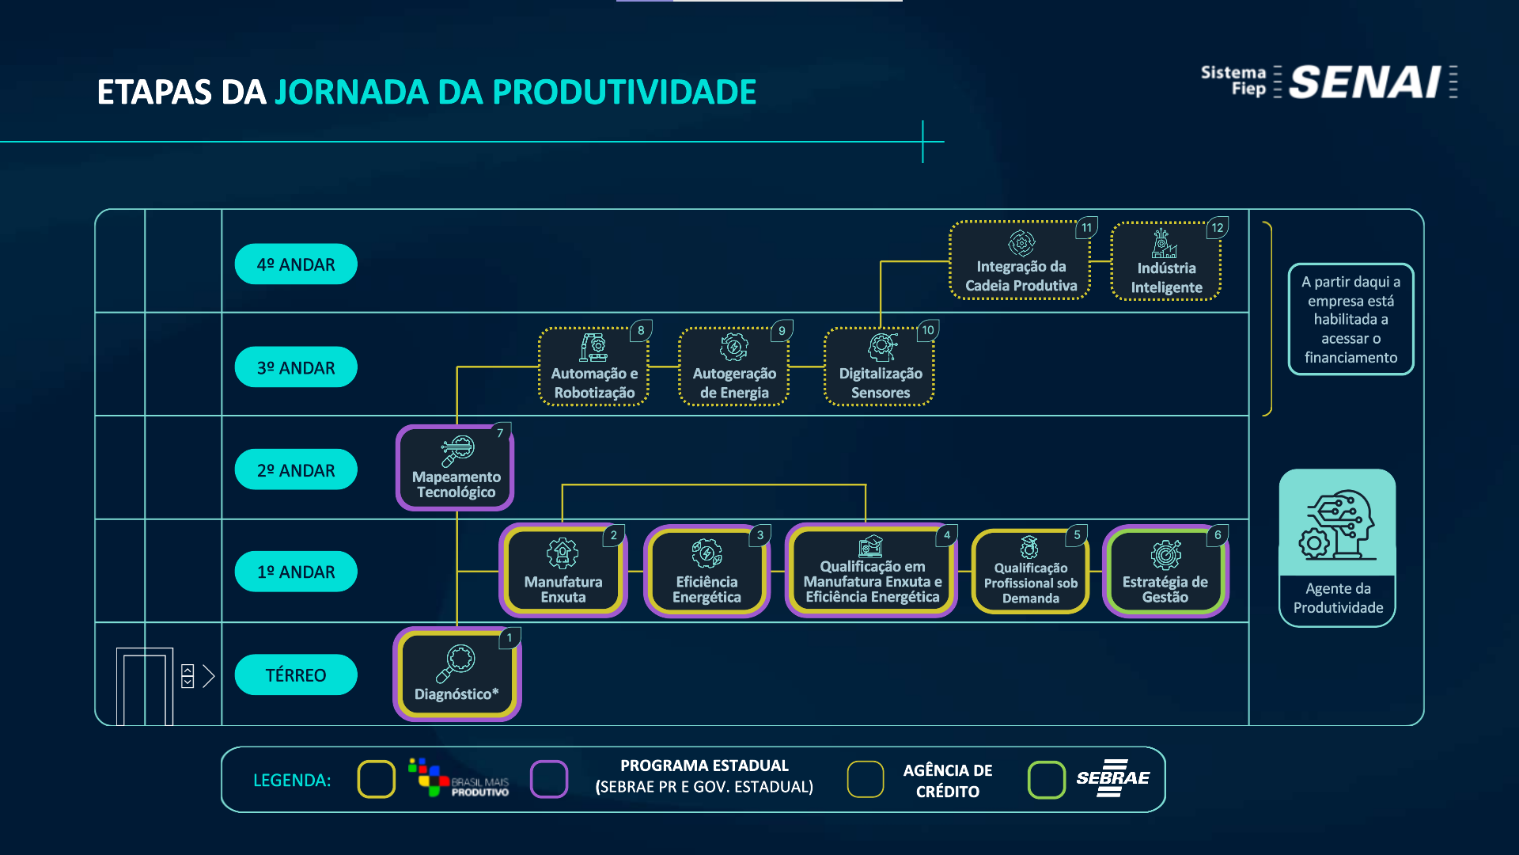 ETAPAS DA JORNADA DA PRODUTIVIDADE
Sistema
Fiep
SENAI
4º ANDAR
11
Integração da
Cadeia Produtiva
12
Indústria
Inteligente
A partir daqui a
empresa está
habilitada a
acessar o
financiamento
3º ANDAR
8
Automação e
Robotização
9
Autogeração
de Energia
10
Digitalização
Sensores
2º ANDAR
7
Mapeamento
Tecnológico
1º ANDAR
2
Manufatura
Enxuta
3
Eficiência
Energética
4
Qualificação em
Manufatura Enxuta e
Eficiência Energética
5
Qualificação
Profissional sob
Demanda
6
Estratégia de
Gestão
Agente da
Produtividade
TÉRREO
1
Diagnóstico*
LEGENDA:
BRASIL MAIS
PRODUTIVO
PROGRAMA ESTADUAL
(SEBRAE PR E GOV. ESTADUAL)
AGÊNCIA DE
CRÉDITO
SEBRAE